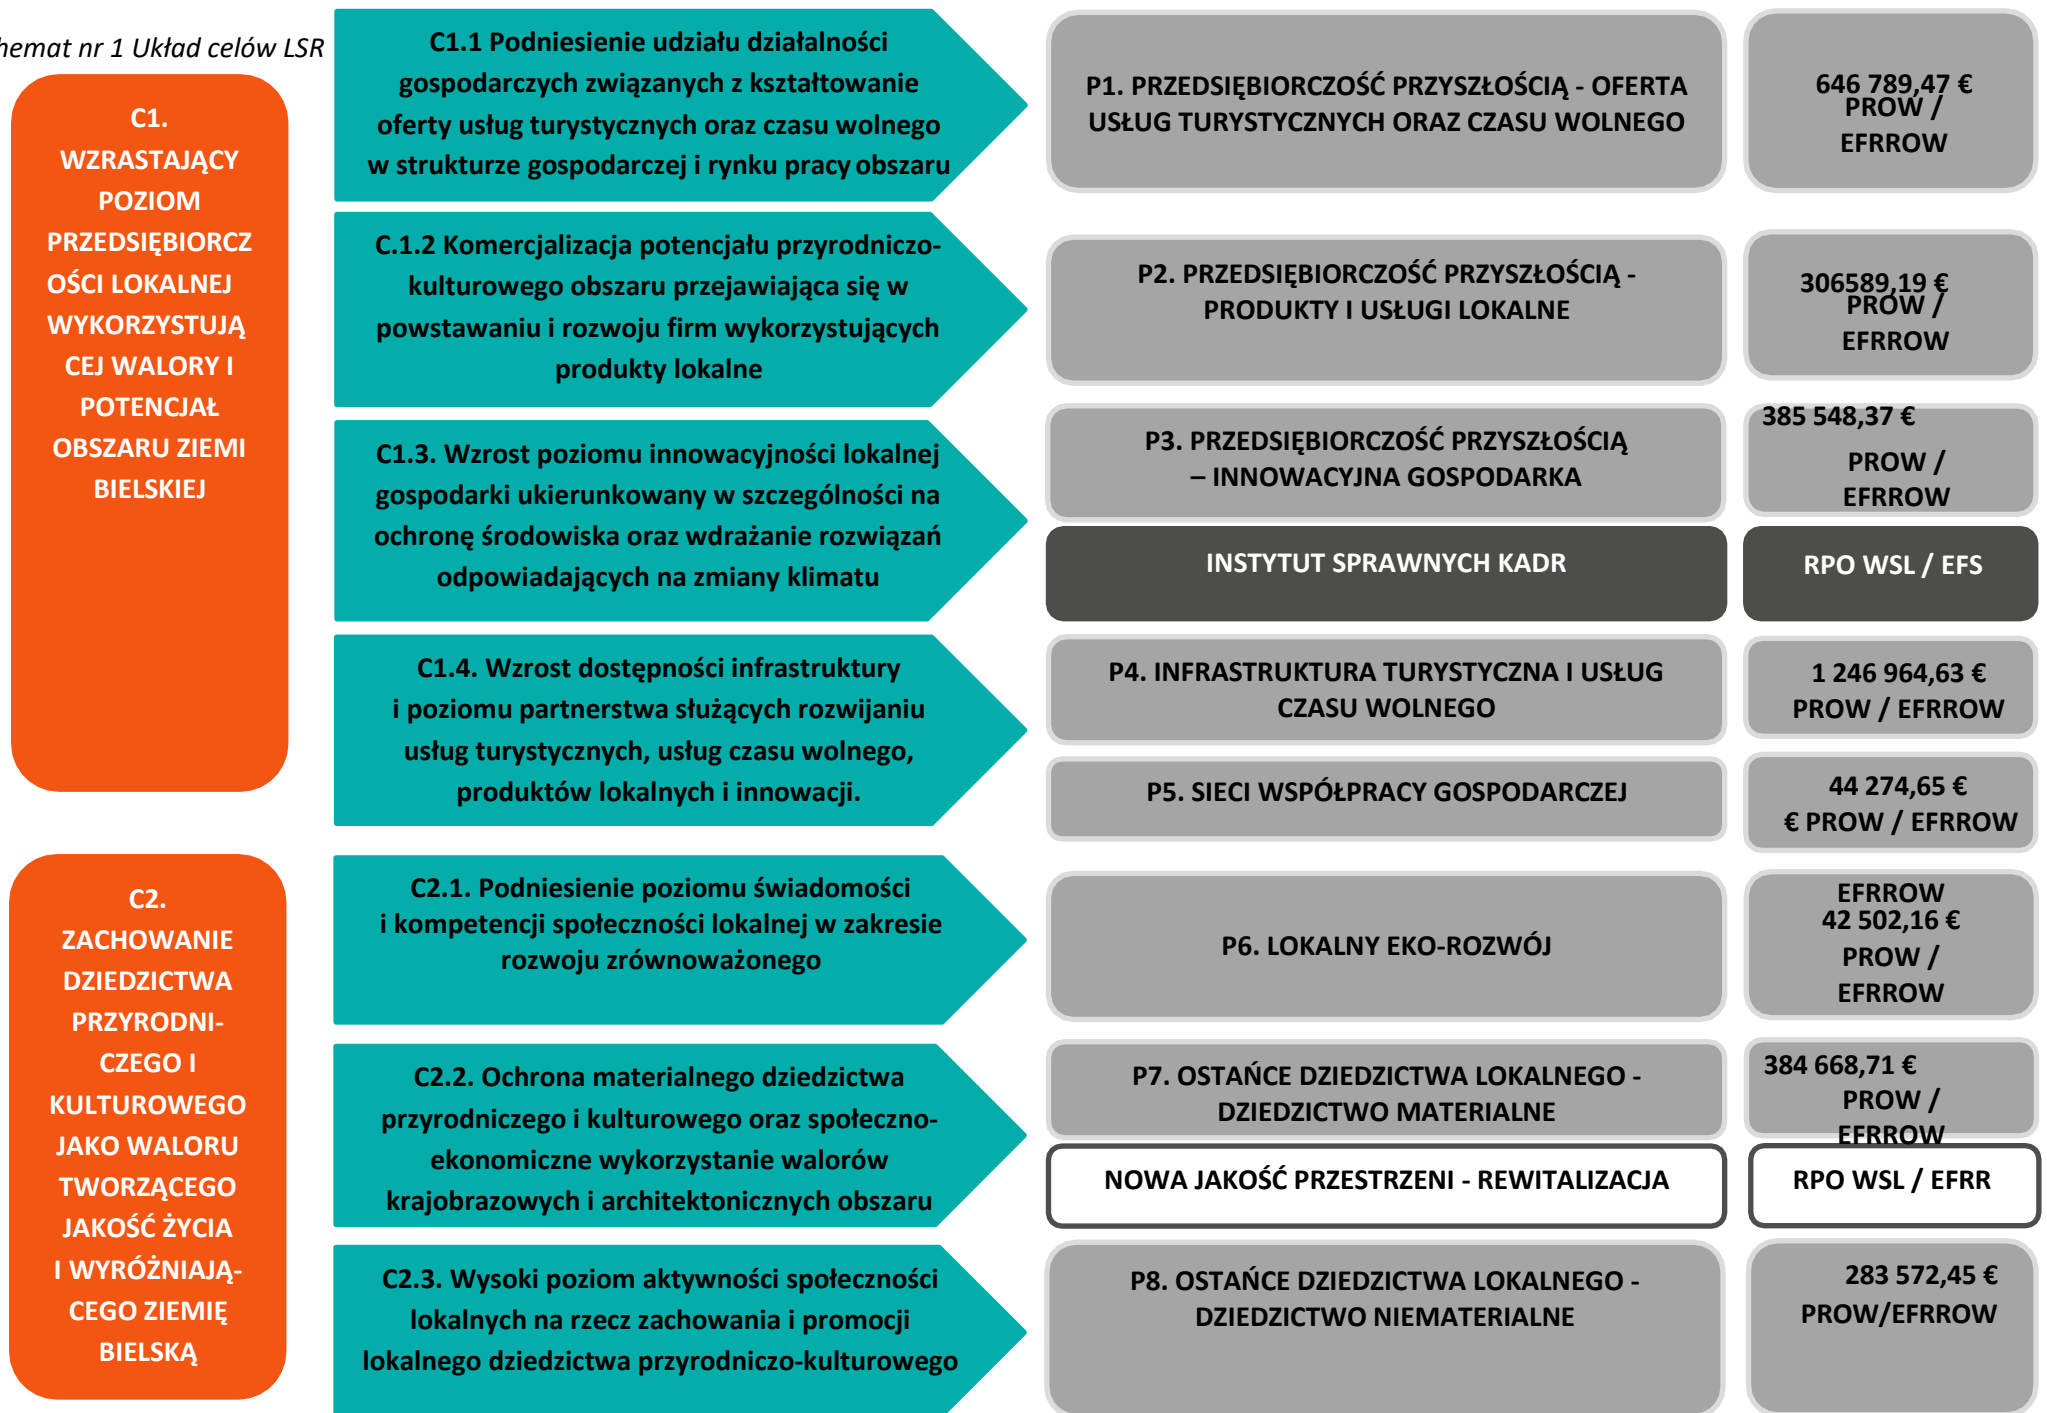 hemat nr 1 Układ celów LSR
C1.
WZRASTAJĄCY
POZIOM
PRZEDSIĘBIORCZ
OŚCI LOKALNEJ
WYKORZYSTUJĄ
CEJ WALORY I
POTENCJAŁ
OBSZARU ZIEMI
BIELSKIEJ
C1.1 Podniesienie udziału działalności
gospodarczych związanych z kształtowanie
oferty usług turystycznych oraz czasu wolnego
w strukturze gospodarczej i rynku pracy obszaru
P1. PRZEDSIĘBIORCZOŚĆ PRZYSZŁOŚCIĄ - OFERTA
USŁUG TURYSTYCZNYCH ORAZ CZASU WOLNEGO
646 789,47 €
PROW /
EFRROW
C.1.2 Komercjalizacja potencjału przyrodniczo-
kulturowego obszaru przejawiająca się w
powstawaniu i rozwoju firm wykorzystujących
produkty lokalne
P2. PRZEDSIĘBIORCZOŚĆ PRZYSZŁOŚCIĄ -
PRODUKTY I USŁUGI LOKALNE
306589,19 €
PROW /
EFRROW
C1.3. Wzrost poziomu innowacyjności lokalnej
gospodarki ukierunkowany w szczególności na
ochronę środowiska oraz wdrażanie rozwiązań
odpowiadających na zmiany klimatu
P3. PRZEDSIĘBIORCZOŚĆ PRZYSZŁOŚCIĄ
– INNOWACYJNA GOSPODARKA
385 548,37 €
PROW /
EFRROW
INSTYTUT SPRAWNYCH KADR
RPO WSL / EFS
C1.4. Wzrost dostępności infrastruktury
i poziomu partnerstwa służących rozwijaniu
usług turystycznych, usług czasu wolnego,
produktów lokalnych i innowacji.
P4. INFRASTRUKTURA TURYSTYCZNA I USŁUG
CZASU WOLNEGO
1 246 964,63 €
PROW / EFRROW
P5. SIECI WSPÓŁPRACY GOSPODARCZEJ
44 274,65 €
€ PROW / EFRROW
C2.
ZACHOWANIE
DZIEDZICTWA
PRZYRODNI-
CZEGO I
KULTUROWEGO
JAKO WALORU
TWORZĄCEGO
JAKOŚĆ ŻYCIA
I WYRÓŻNIAJĄ-
CEGO ZIEMIĘ
BIELSKĄ
C2.1. Podniesienie poziomu świadomości
i kompetencji społeczności lokalnej w zakresie
rozwoju zrównoważonego
P6. LOKALNY EKO-ROZWÓJ
EFRROW
42 502,16 €
PROW /
EFRROW
C2.2. Ochrona materialnego dziedzictwa
przyrodniczego i kulturowego oraz społeczno-
ekonomiczne wykorzystanie walorów
krajobrazowych i architektonicznych obszaru
P7. OSTAŃCE DZIEDZICTWA LOKALNEGO -
DZIEDZICTWO MATERIALNE
384 668,71 €
PROW /
EFRROW
NOWA JAKOŚĆ PRZESTRZENI - REWITALIZACJA
RPO WSL / EFRR
C2.3. Wysoki poziom aktywności społeczności
lokalnych na rzecz zachowania i promocji
lokalnego dziedzictwa przyrodniczo-kulturowego
P8. OSTAŃCE DZIEDZICTWA LOKALNEGO -
DZIEDZICTWO NIEMATERIALNE
283 572,45 €
PROW/EFRROW